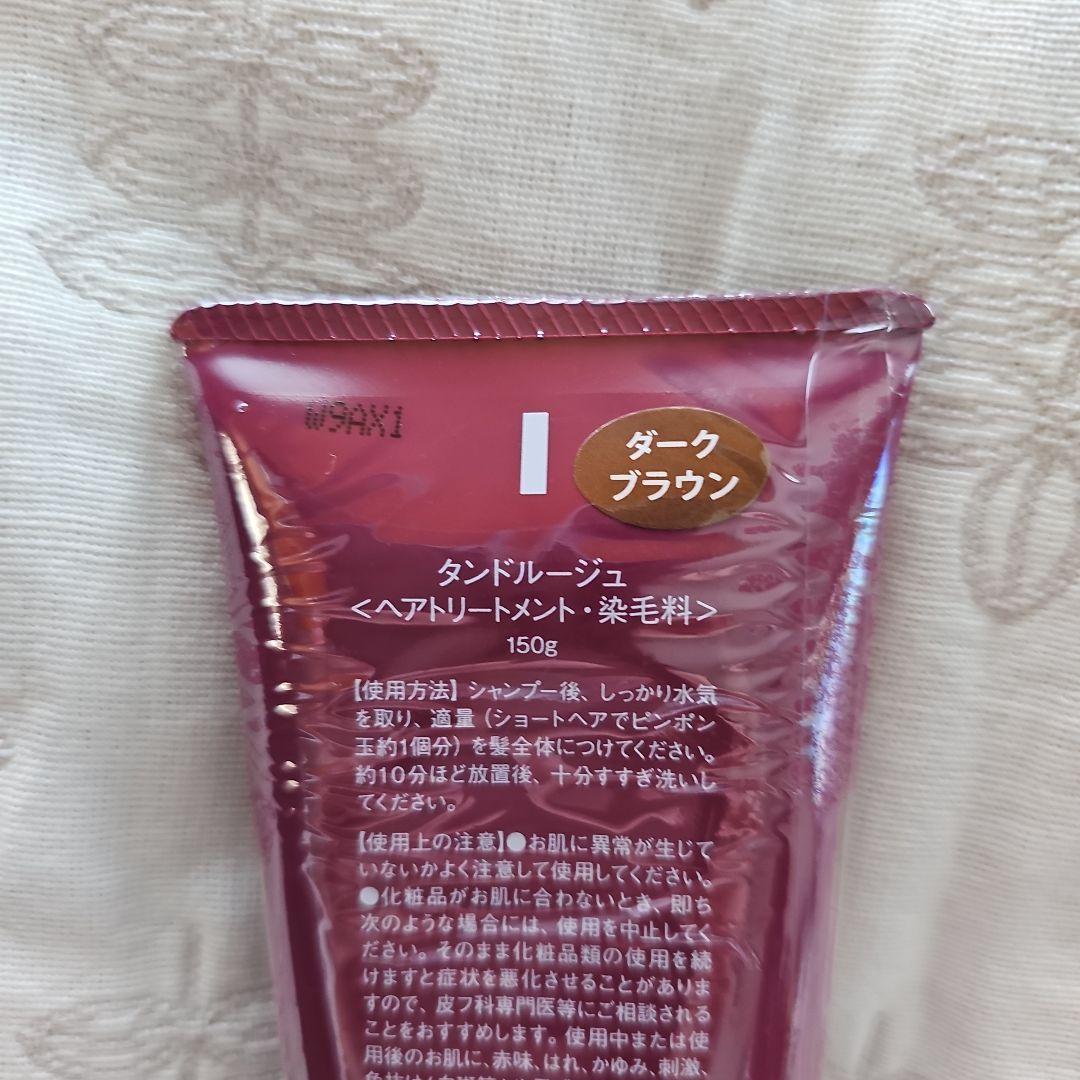 W9AX1
ダーク
ブラウン
タンドルージュ
<ヘアトリートメント・染毛料>
150g
【使用方法】シャンプー後、しっかり水気
を取り、適量(ショートヘアでピンポン
玉約1個分)を髪全体につけてください。
約10分ほど放置後、十分すすぎ洗いし
てください。
【使用上の注意】●お肌に異常が生じて
いないかよく注意して使用してください。
●化粧品がお肌に合わないとき、即ち
次のような場合には、使用を中止してく
ださい。そのまま化粧品類の使用を続
けますと症状を悪化させることがありま
すので、皮フ科専門医等にご相談される
ことをおすすめします。使用中または使
用後のお肌に、赤味、はれ、かゆみ、刺激、